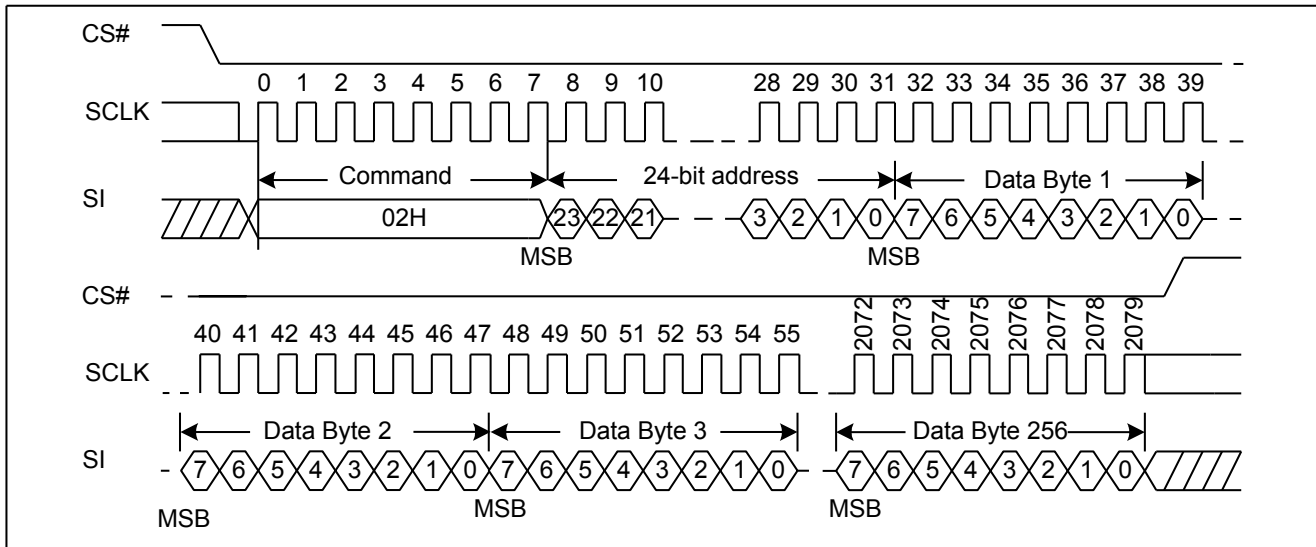 CS#
0 1 2 3 4 5 6 7 8 9 10 28 29 30 31 32 33 34 35 36 37 38 39
SCLK
Command 24-bit address Data Byte 1
SI
02H 23 22 21 3 2 1 0 7 6 5 4 3 2 1 0
MSB MSB
CS#
40 41 42 43 44 45 46 47 48 49 50 51 52 53 54 55 2072 2073 2074 2075 2076 2077 2078 2079
SCLK
Data Byte 2 Data Byte 3 Data Byte 256
SI
7 6 5 4 3 2 1 0 7 6 5 4 3 2 1 0 7 6 5 4 3 2 1 0
MSB MSB MSB